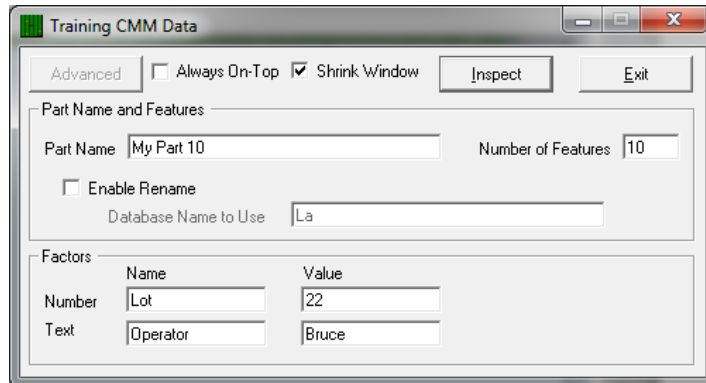 Training CMM Data
Advanced Always On-Top Shrink Window Inspect Exit
Part Name and Features
Part Name My Part 10 Number of Features 10
Enable Rename
Database Name to Use La
Factors
Name Value
Number Lot 22
Text Operator Bruce